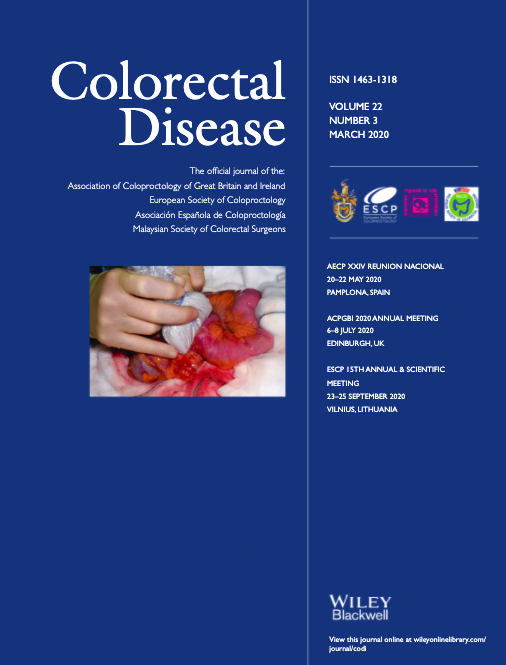 Colorectal
Disease
The official journal of the:
Association of Coloproctology of Great Britain and Ireland
European Society of Coloproctology
Asociación Española de Coloproctología
Malaysian Society of Colorectal Surgeons
ISSN 1463-1318
VOLUME 22
NUMBER 3
MARCH 2020
ESCP
AECP XXIV REUNION NACIONAL
20–22 MAY 2020
PAMPLONA, SPAIN
ACPGBI 2020 ANNUAL MEETING
6–8 JULY 2020
EDINBURGH, UK
ESCP 15TH ANNUAL & SCIENTIFIC
MEETING
23–25 SEPTEMBER 2020
VILNIUS, LITHUANIA
WILEY
Blackwell
View this journal online at wileyonlinelibrary.com/
journal/codi